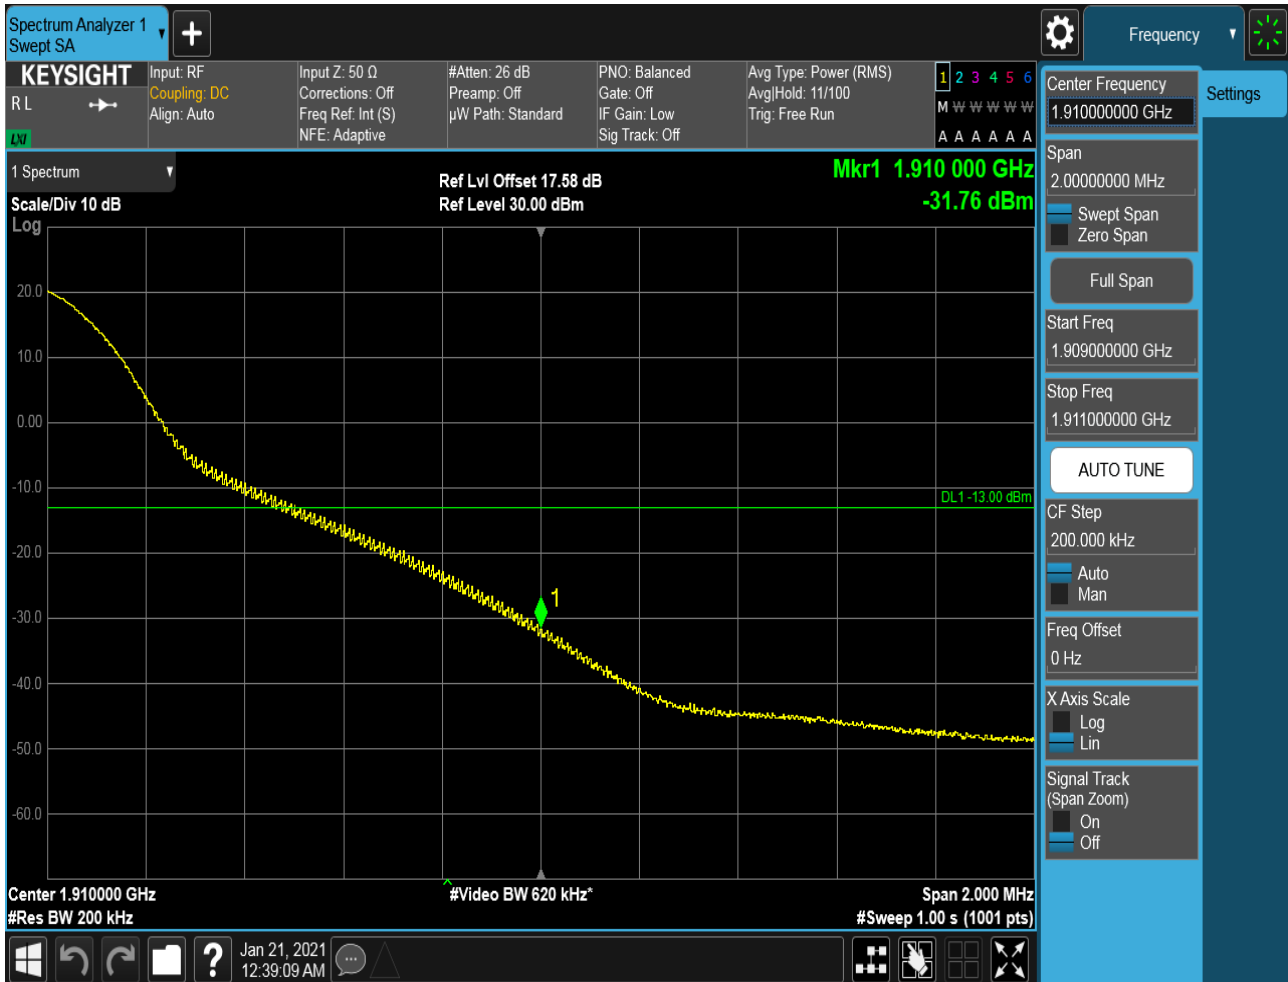 Spectrum Analyzer 1
Swept SA
Frequency
KEYSIGHT
R L
LXI
Input: RF
Coupling: DC
Align: Auto
Input Z: 50 Ω
Corrections: Off
Freq Ref: Int (S)
NFE: Adaptive
#Atten: 26 dB
Preamp: Off
µW Path: Standard
PNO: Balanced
Gate: Off
IF Gain: Low
Sig Track: Off
Avg Type: Power (RMS)
Avg|Hold: 11/100
Trig: Free Run
1 2 3 4 5 6
M W W W W W
A A A A A A
1 Spectrum
Scale/Div 10 dB
Log
Ref Lvl Offset 17.58 dB
Ref Level 30.00 dBm
Mkr1 1.910 000 GHz
-31.76 dBm
20.0
10.0
0.00
-10.0
DL1 -13.00 dBm
-20.0
1
-30.0
-40.0
-50.0
-60.0
Center 1.910000 GHz
#Video BW 620 kHz*
Span 2.000 MHz
#Res BW 200 kHz
#Sweep 1.00 s (1001 pts)
?
Jan 21, 2021
12:39:09 AM
Center Frequency
1.910000000 GHz
Settings
Span
2.00000000 MHz
Swept Span
Zero Span
Full Span
Start Freq
1.909000000 GHz
Stop Freq
1.911000000 GHz
AUTO TUNE
CF Step
200.000 kHz
Auto
Man
Freq Offset
0 Hz
X Axis Scale
Log
Lin
Signal Track
(Span Zoom)
On
Off